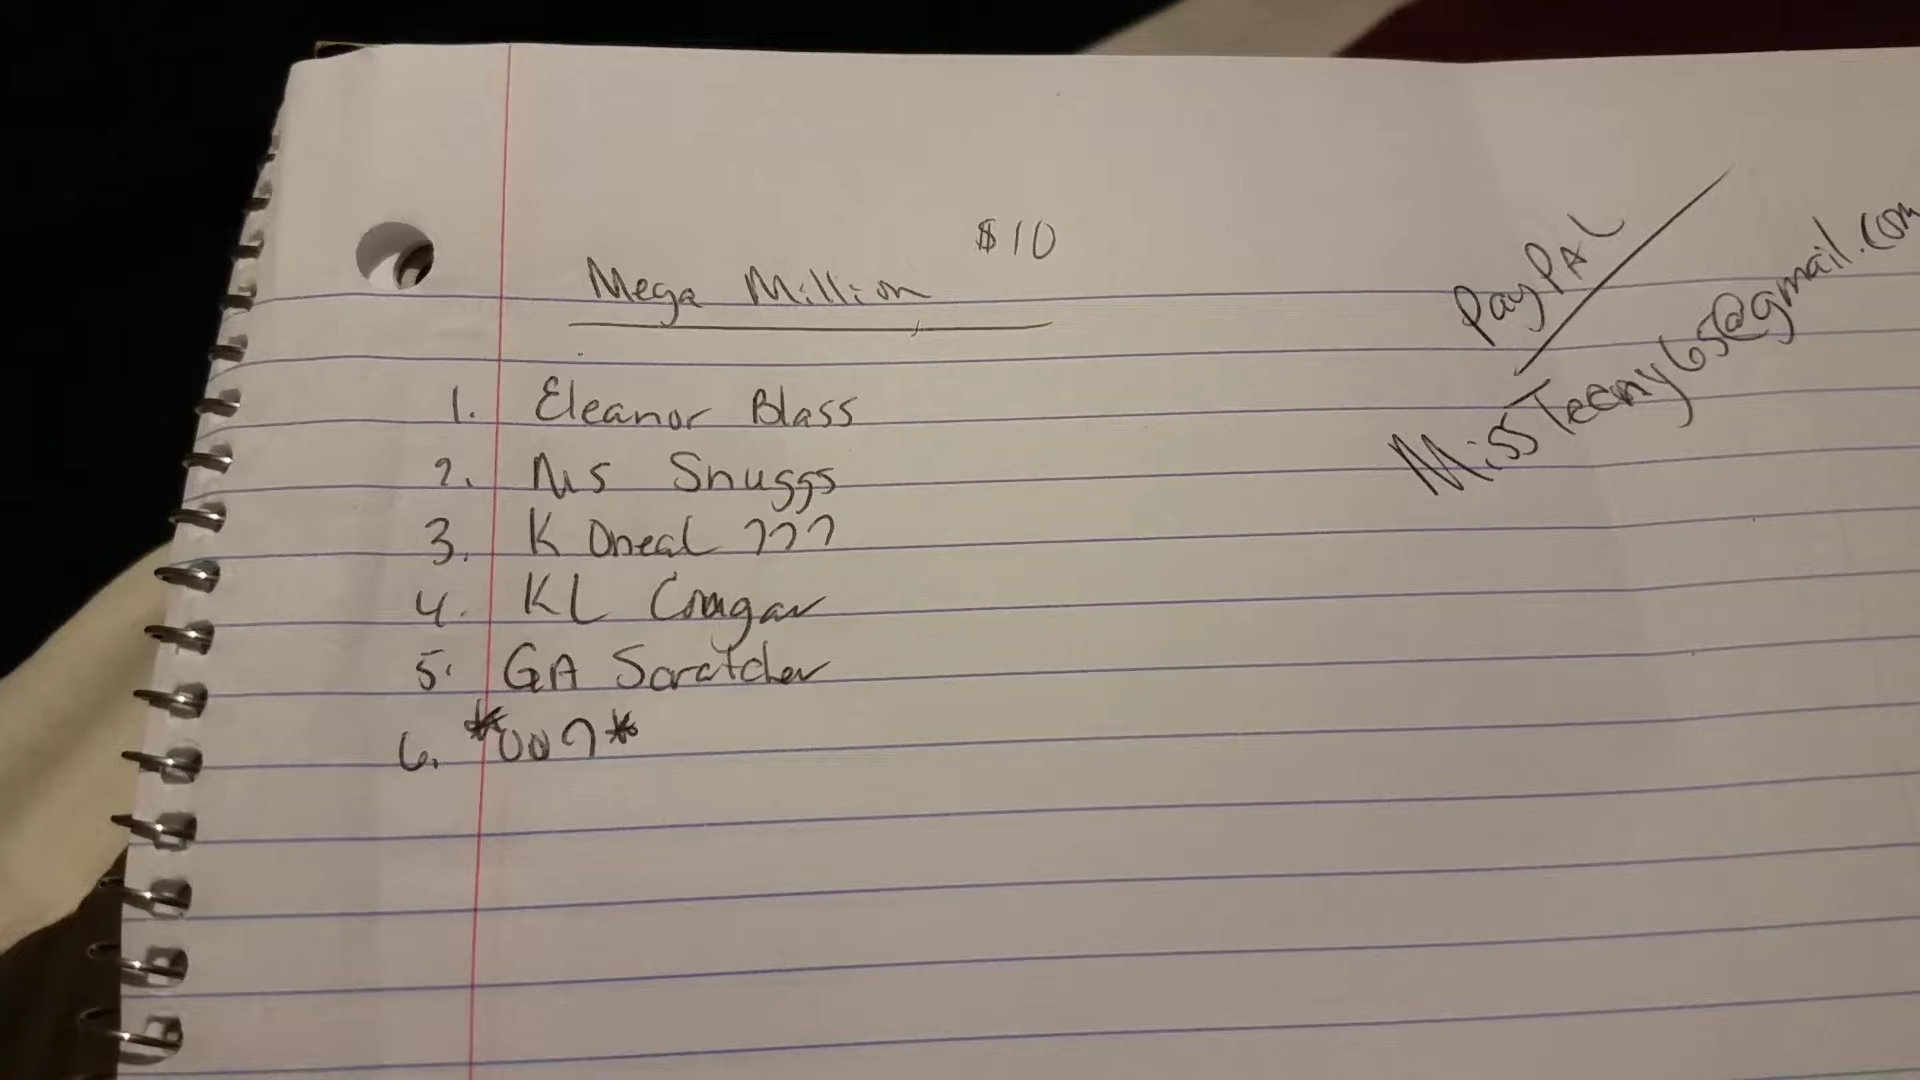 $10
Mega Million
PayPAL
MissTeeny65@gmail.com
1. Eleanor Blass
2. Ms Snuggs
3. K Oneal 777
4. KL Cougar
5. GA Scratcher
6. *007*